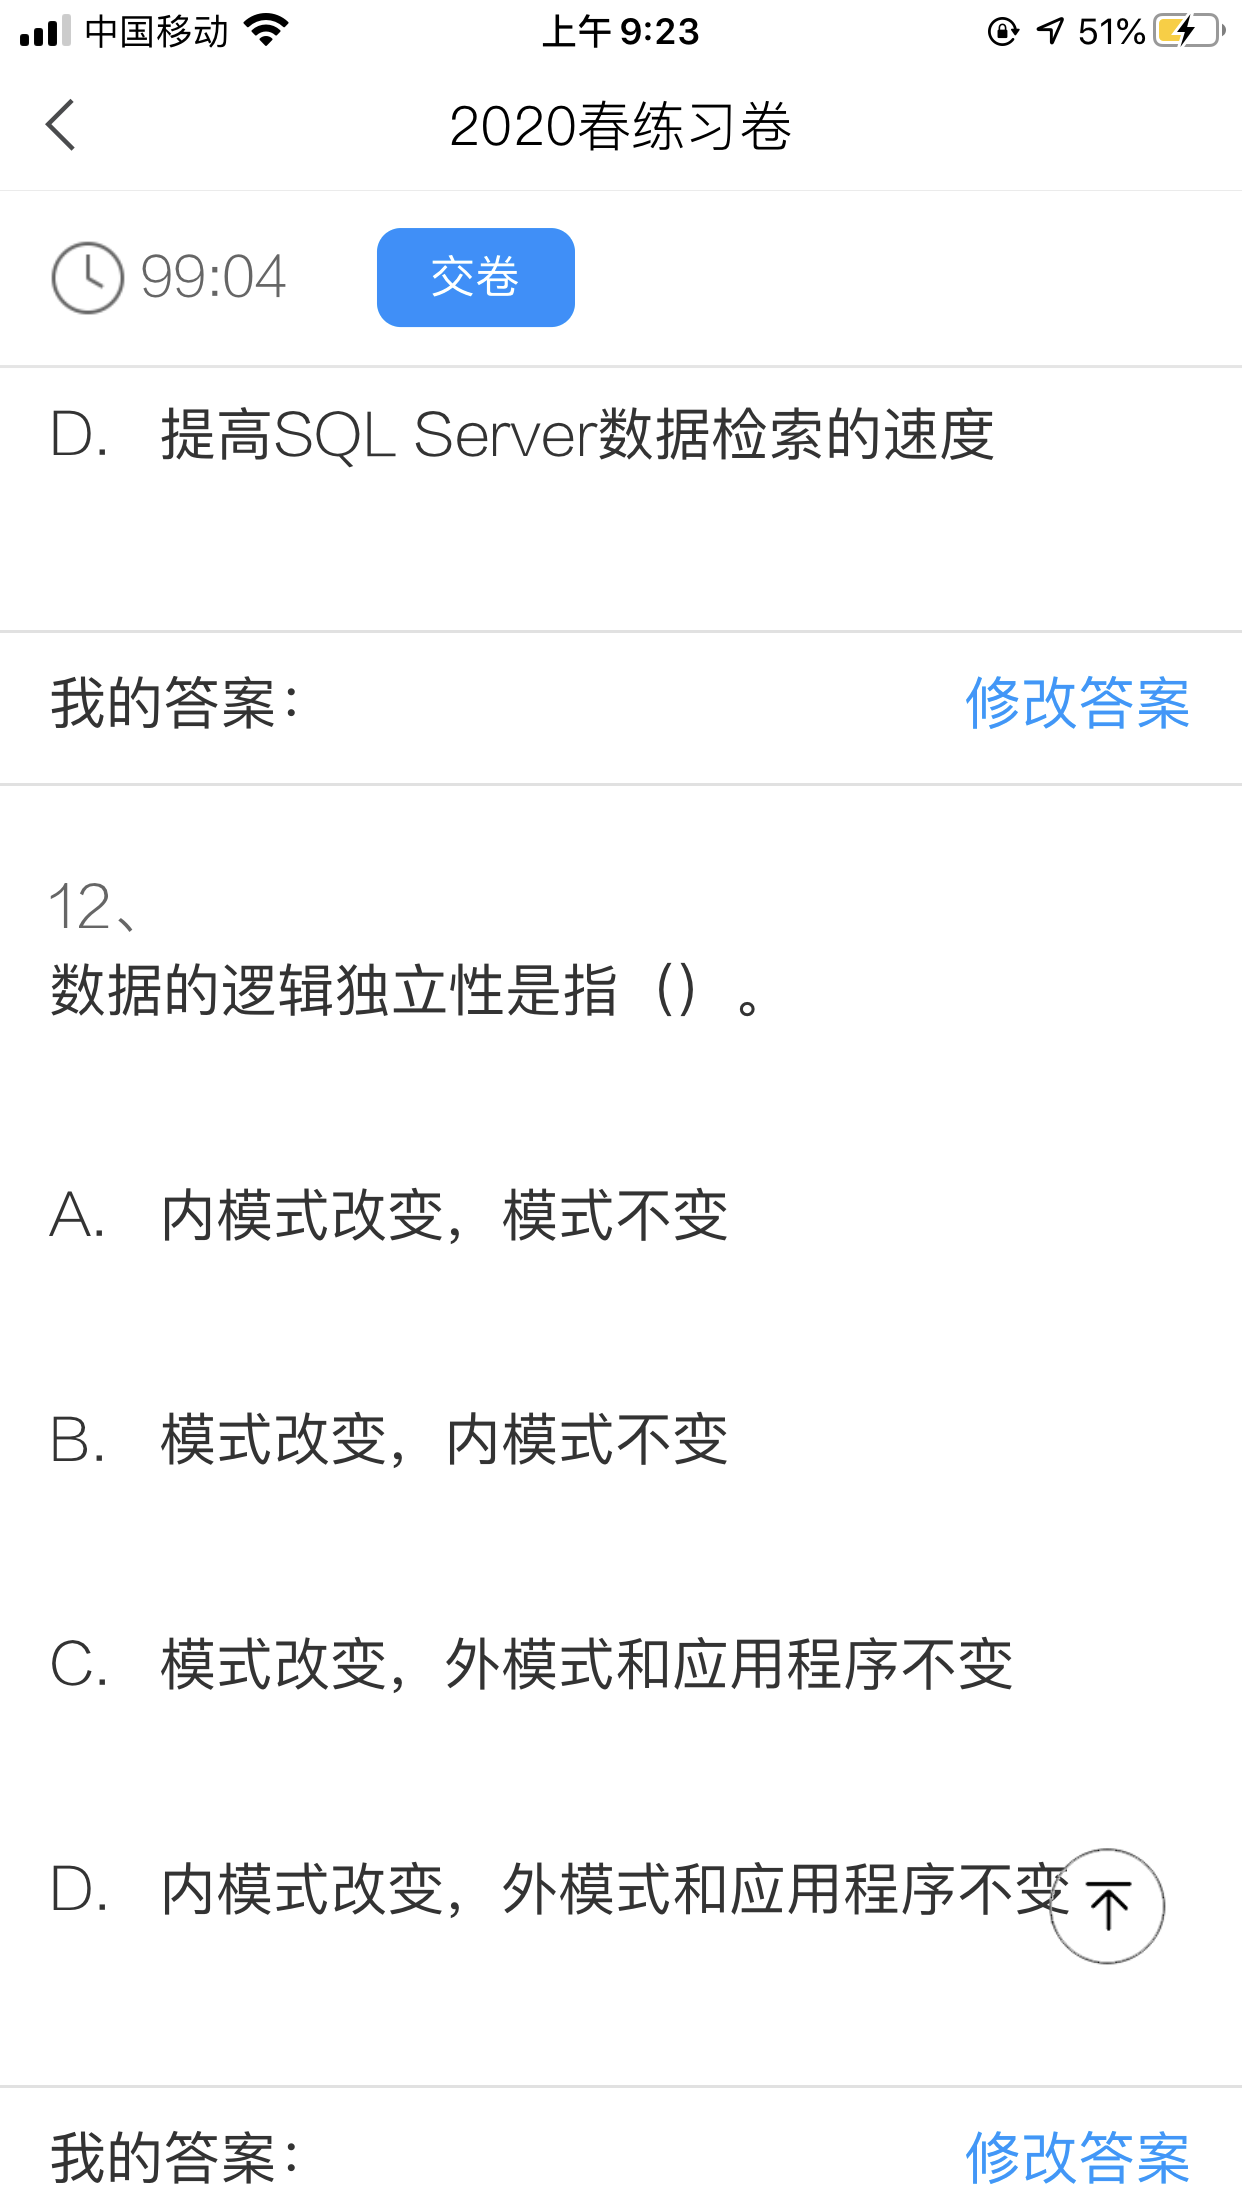 中国移动 上午 9:23 51%
2020春练习卷
99:04 交卷
D. 提高SQL Server数据检索的速度
我的答案： 修改答案
12、
数据的逻辑独立性是指（）。
A. 内模式改变，模式不变
B. 模式改变，内模式不变
C. 模式改变，外模式和应用程序不变
D. 内模式改变，外模式和应用程序不变
我的答案： 修改答案